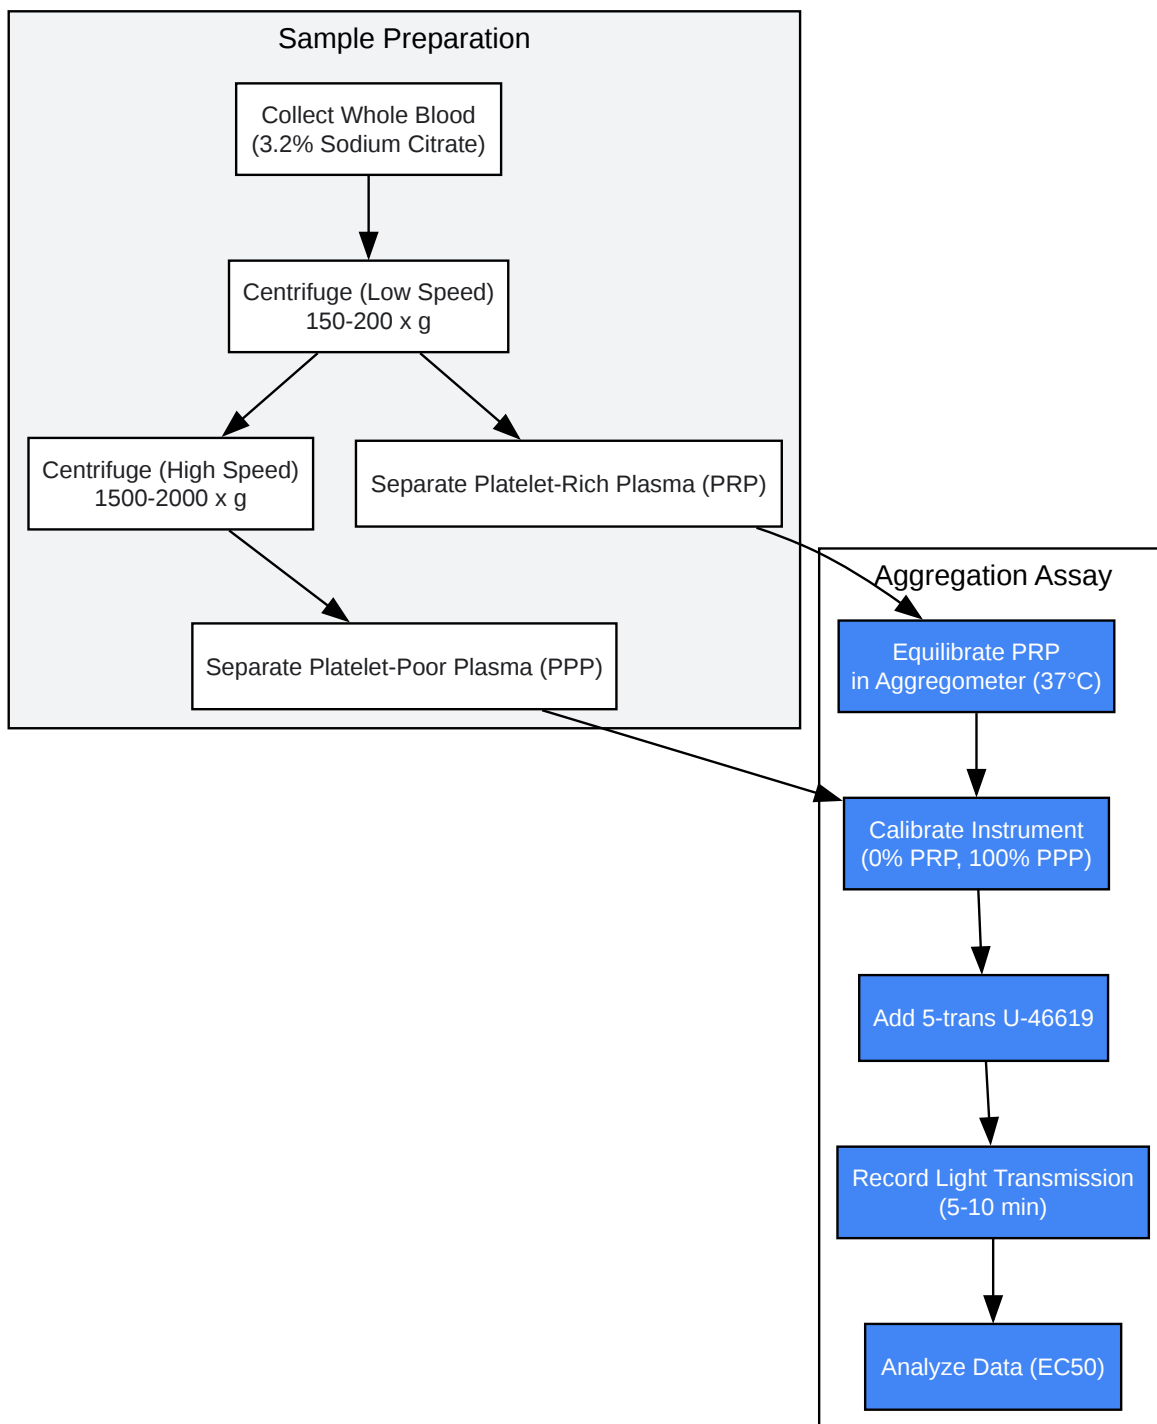 Sample Preparation
Collect Whole Blood
(3.2% Sodium Citrate)
Centrifuge (Low Speed)
150-200 x g
Centrifuge (High Speed)
1500-2000 x g
Separate Platelet-Rich Plasma (PRP)
Separate Platelet-Poor Plasma (PPP)
Aggregation Assay
Equilibrate PRP
in Aggregometer (37°C)
Calibrate Instrument
(0% PRP, 100% PPP)
Add 5-trans U-46619
Record Light Transmission
(5-10 min)
Analyze Data (EC50)